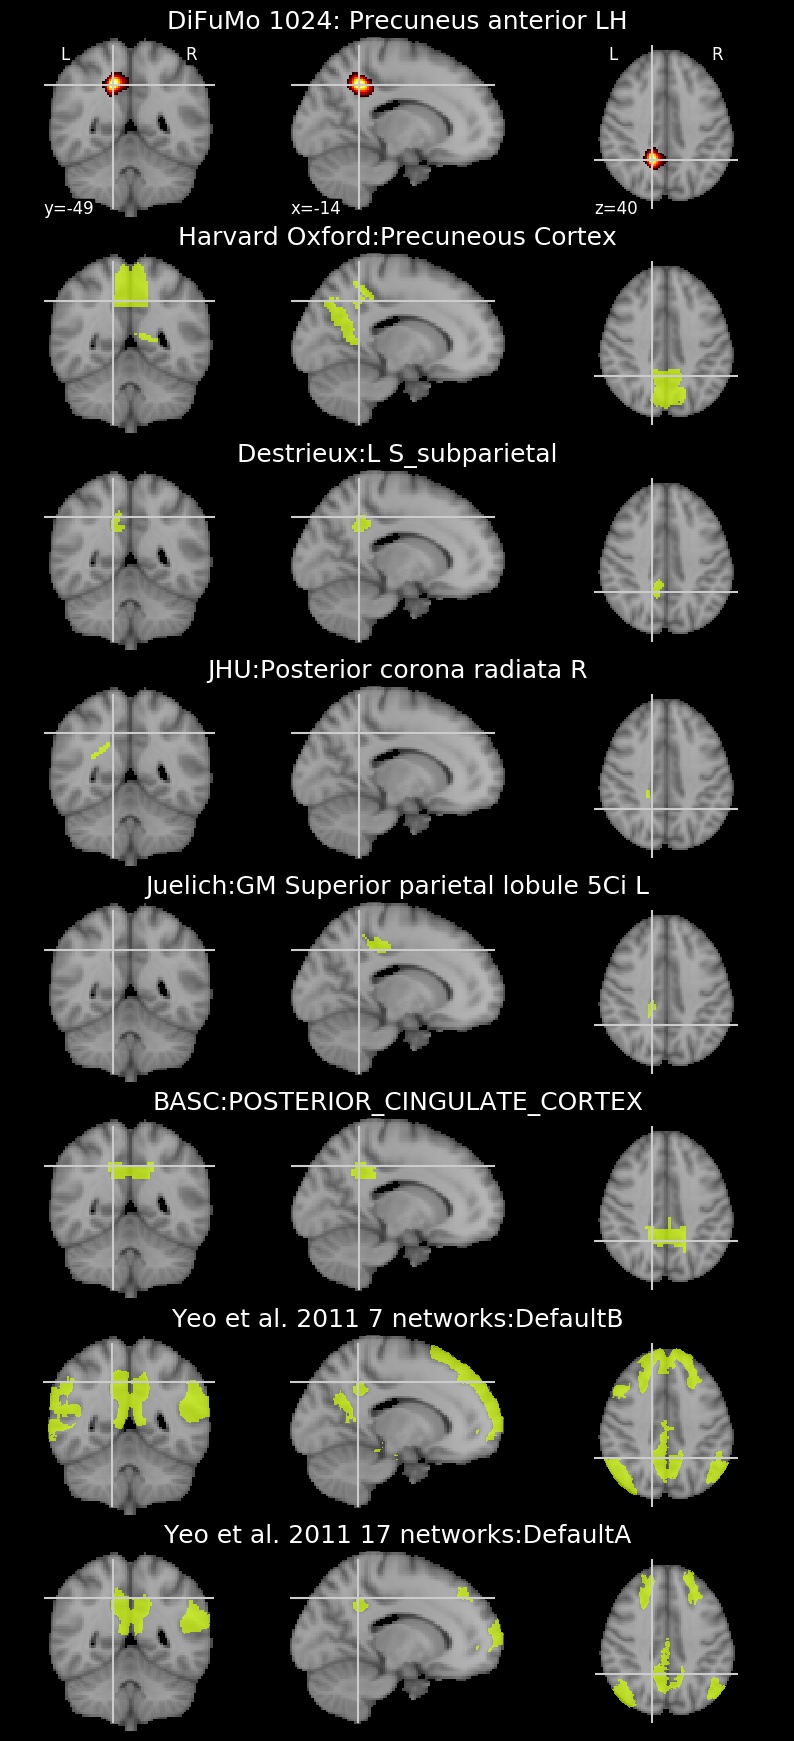 DiFuMo 1024: Precuneus anterior LH
L R L R
y=-49 x=-14 z=40
Harvard Oxford:Precuneous Cortex
Destrieux:L S_subparietal
JHU:Posterior corona radiata R
Juelich:GM Superior parietal lobule 5Ci L
BASC:POSTERIOR_CINGULATE_CORTEX
Yeo et al. 2011 7 networks:DefaultB
Yeo et al. 2011 17 networks:DefaultA